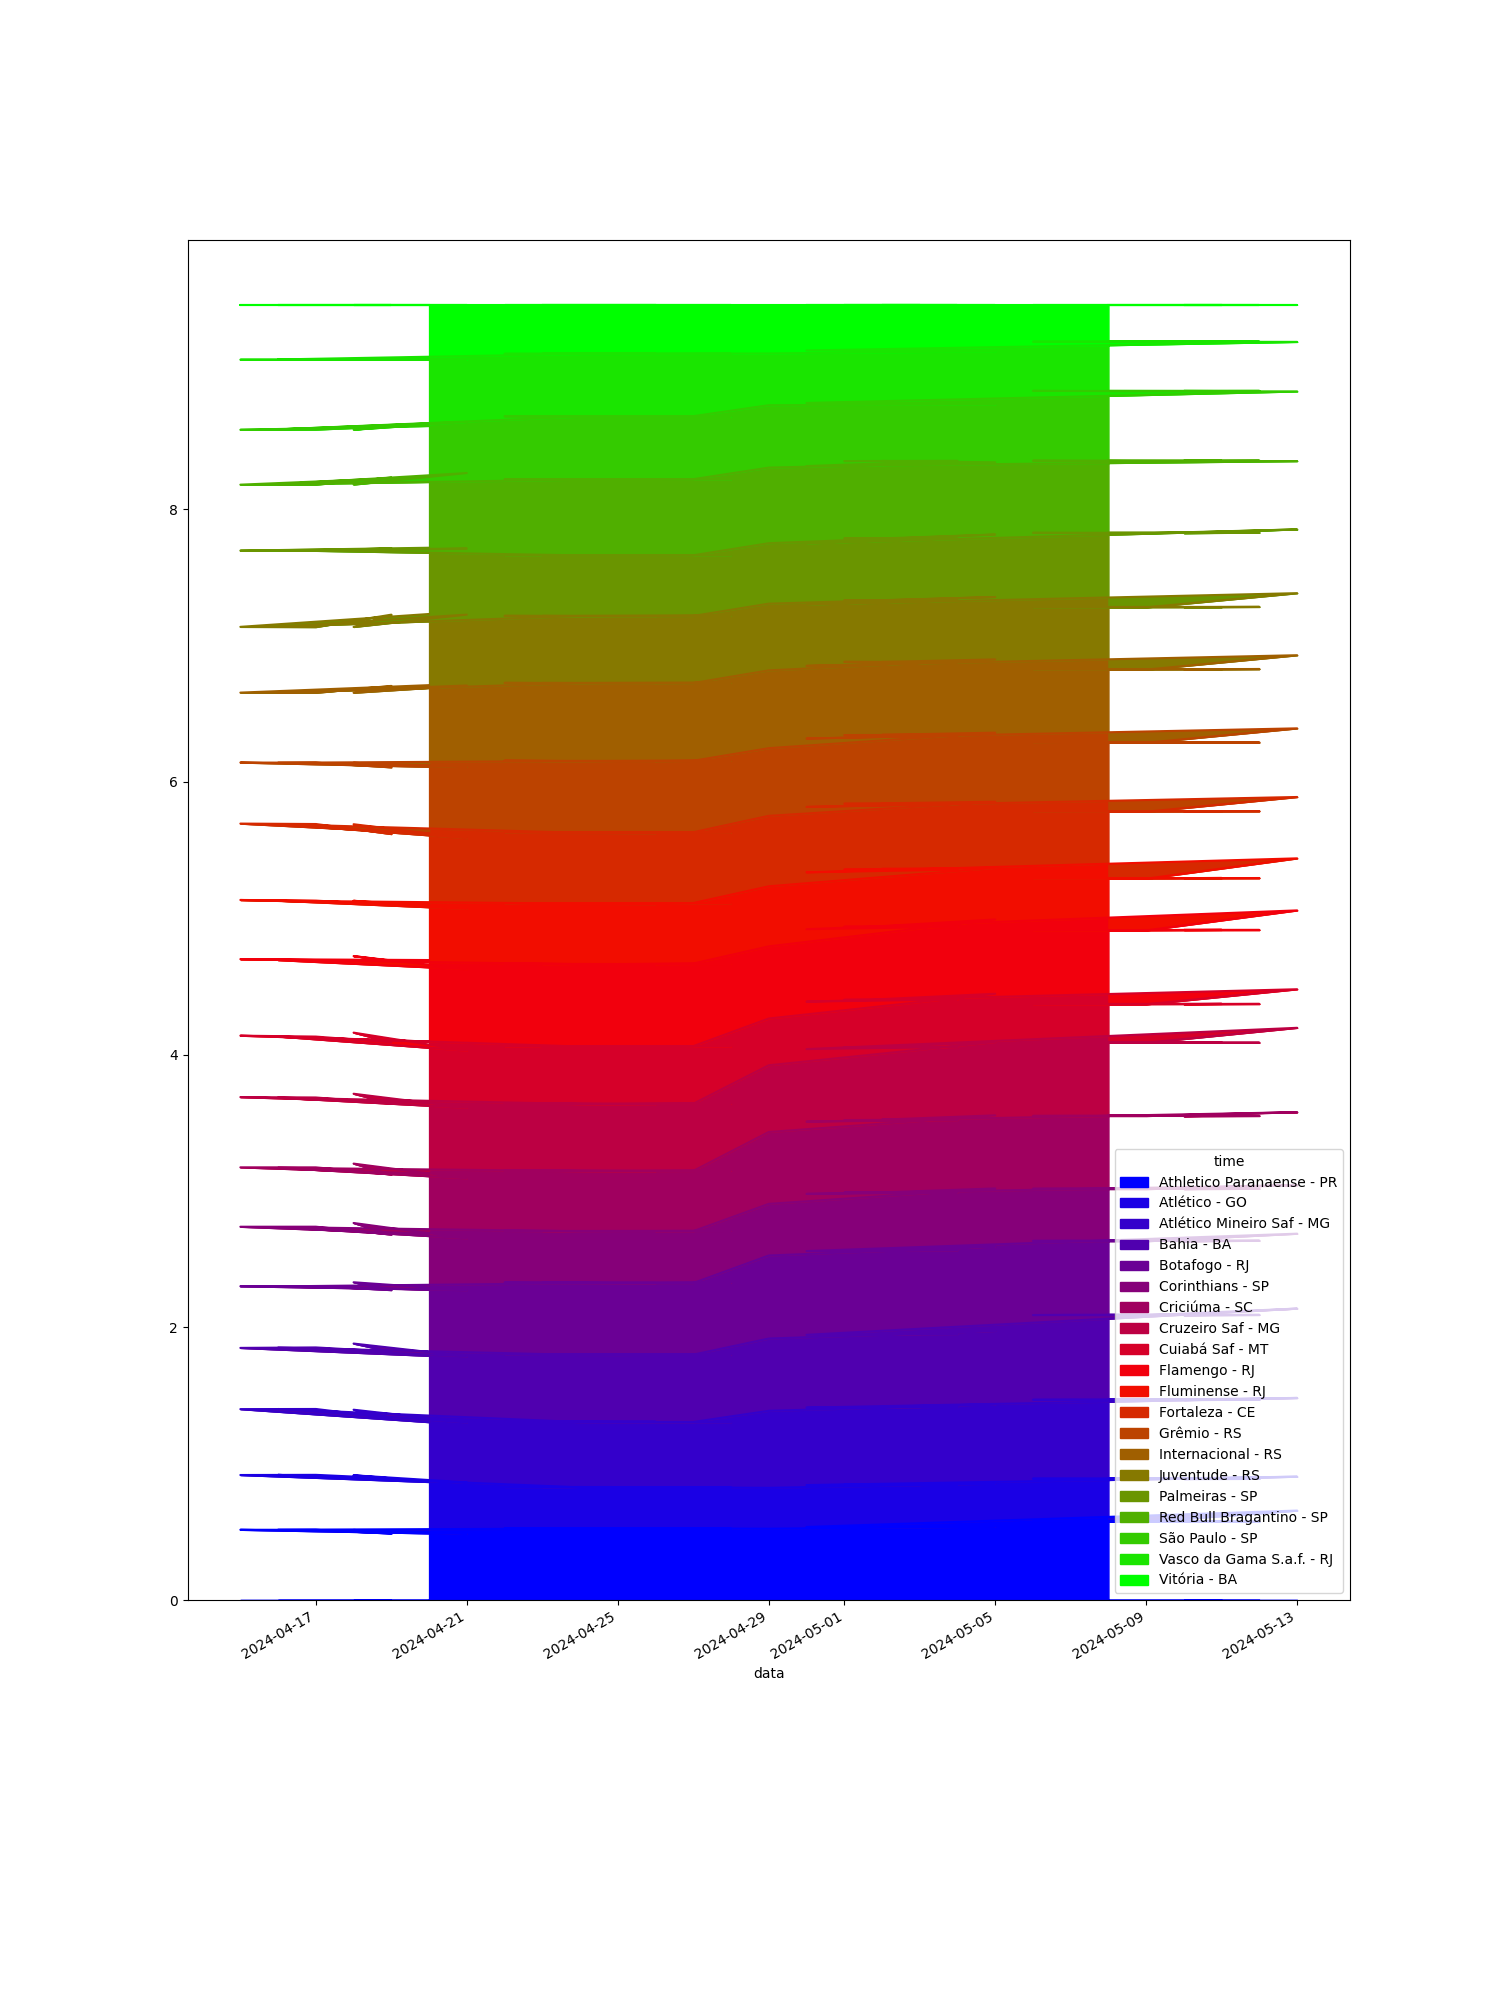 8
6
4
2
0
time
Athletico Paranaense - PR
Atlético - GO
Atlético Mineiro Saf - MG
Bahia - BA
Botafogo - RJ
Corinthians - SP
Criciúma - SC
Cruzeiro Saf - MG
Cuiabá Saf - MT
Flamengo - RJ
Fluminense - RJ
Fortaleza - CE
Grêmio - RS
Internacional - RS
Juventude - RS
Palmeiras - SP
Red Bull Bragantino - SP
São Paulo - SP
Vasco da Gama S.a.f. - RJ
Vitória - BA
2024-04-17
2024-04-21
2024-04-25
2024-04-29
2024-05-01
2024-05-05
2024-05-09
2024-05-13
data